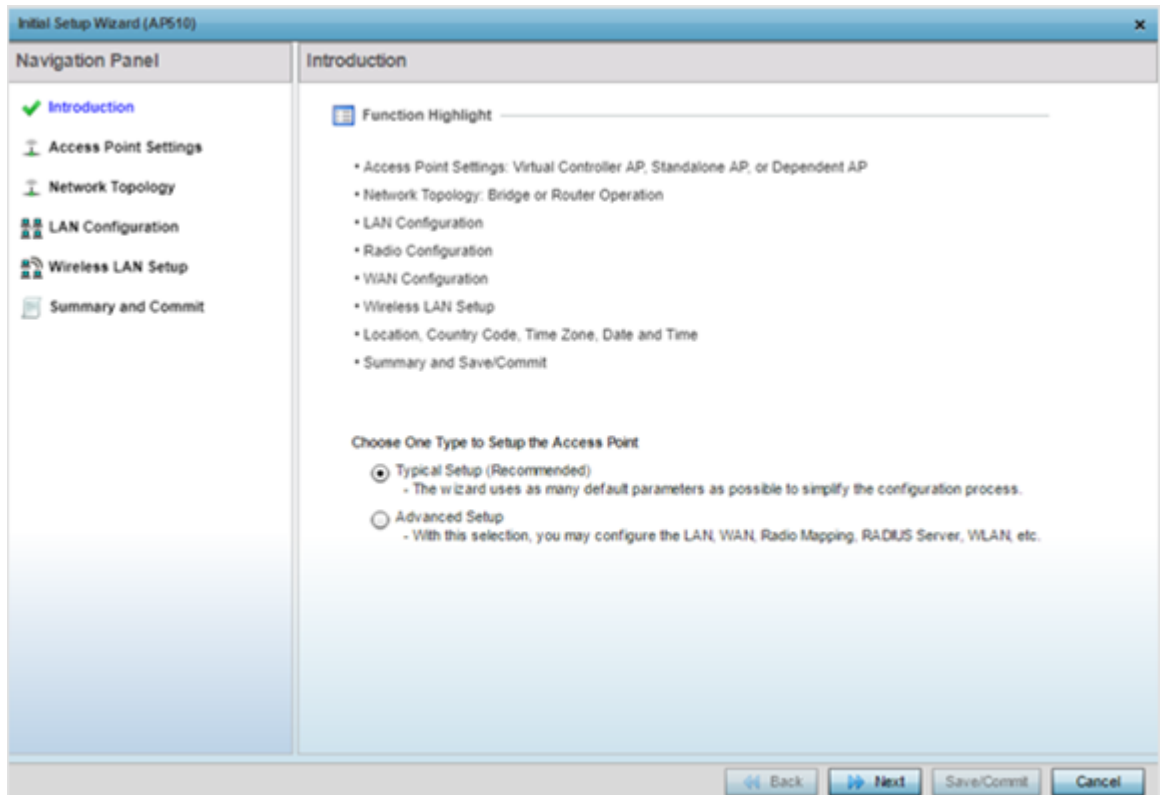 Initial Setup Wizard (AP510)
Navigation Panel
Introduction
Access Point Settings
Network Topology
LAN Configuration
Wireless LAN Setup
Summary and Commit
Introduction
Function Highlight
• Access Point Settings: Virtual Controller AP, Standalone AP, or Dependent AP
• Network Topology: Bridge or Router Operation
• LAN Configuration
• Radio Configuration
• WAN Configuration
• Wireless LAN Setup
• Location, Country Code, Time Zone, Date and Time
• Summary and Save/Commit
Choose One Type to Setup the Access Point
Typical Setup (Recommended)
- The wizard uses as many default parameters as possible to simplify the configuration process.
Advanced Setup
- With this selection, you may configure the LAN, WAN, Radio Mapping, RADIUS Server, WLAN, etc.
Back Next Save/Commit Cancel